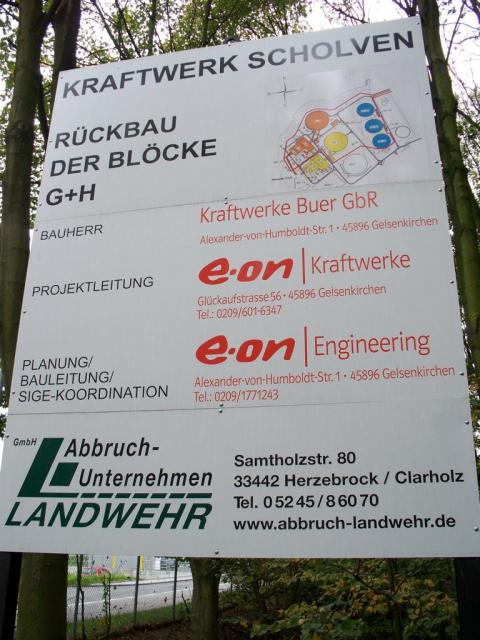 KRAFTWERK SCHOLVEN
RÜCKBAU
DER BLÖCKE
G+H
BAUHERR
Kraftwerke Buer GbR
Alexander-von-Humboldt-Str. 1 • 45896 Gelsenkirchen
PROJEKTLEITUNG
e·on | Kraftwerke
Glückaufstrasse 56 • 45896 Gelsenkirchen
Tel.: 0209/601-6347
PLANUNG/
BAULEITUNG/
SIGE-KOORDINATION
e·on | Engineering
Alexander-von-Humboldt-Str. 1 • 45896 Gelsenkirchen
Tel.: 0209/1771243
GmbH
Abbruch-
Unternehmen
LANDWEHR
Samtholzstr. 80
33442 Herzebrock / Clarholz
Tel. 0 52 45 / 8 60 70
www.abbruch-landwehr.de